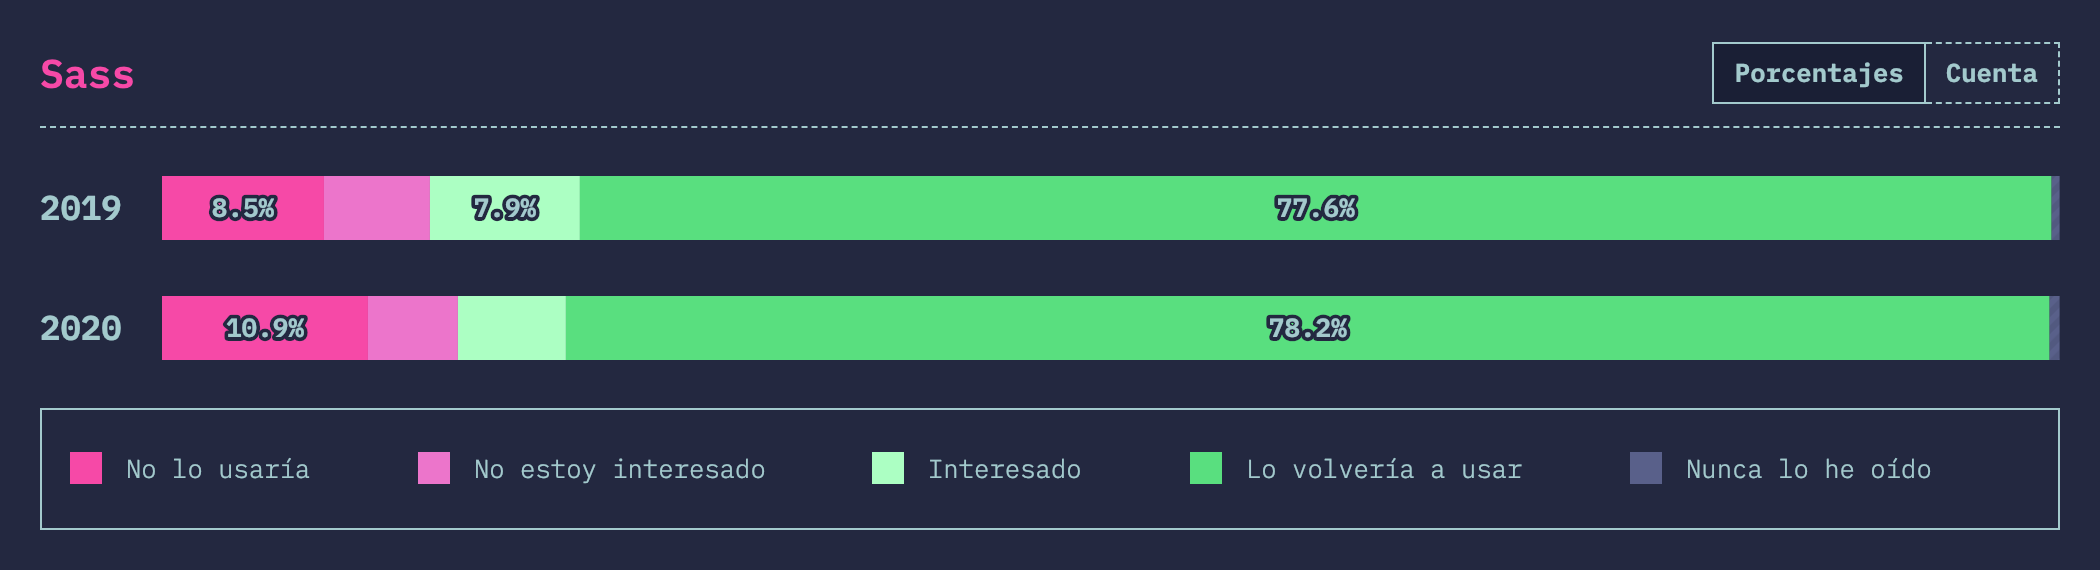 Sass
Porcentajes Cuenta
2019 8.5% 7.9% 77.6%
2020 10.9% 78.2%
No lo usaría No estoy interesado Interesado Lo volvería a usar Nunca lo he oído